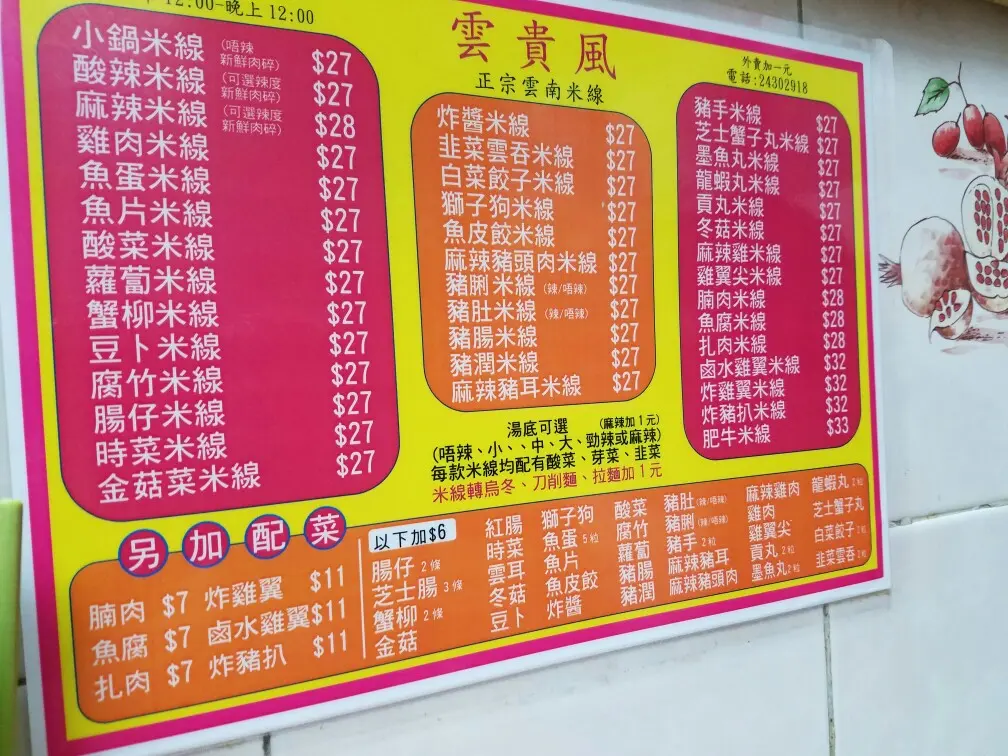 12:00-晚上 12:00
小鍋米線 (唔辣 新鮮肉碎) $27
酸辣米線 (可選辣度 新鮮肉碎) $27
麻辣米線 (可選辣度 新鮮肉碎) $28
雞肉米線 $27
魚蛋米線 $27
魚片米線 $27
酸菜米線 $27
蘿蔔米線 $27
蟹柳米線 $27
豆卜米線 $27
腐竹米線 $27
腸仔米線 $27
時菜米線 $27
金菇菜米線 $27
雲貴風
正宗雲南米線
炸醬米線 $27
韭菜雲吞米線 $27
白菜餃子米線 $27
獅子狗米線 $27
魚皮餃米線 $27
麻辣豬頭肉米線 $27
豬脷米線 (辣/唔辣) $27
豬肚米線 (辣/唔辣) $27
豬腸米線 $27
豬潤米線 $27
麻辣豬耳米線 $27
湯底可選 (麻辣加1元)
(唔辣、小、、中、大、勁辣或麻辣)
每款米線均配有酸菜、芽菜、韭菜
米線轉烏冬、刀削麵、拉麵加1元
外賣加一元
電話:24302918
豬手米線 $27
芝士蟹子丸米線 $27
墨魚丸米線 $27
龍蝦丸米線 $27
貢丸米線 $27
冬菇米線 $27
麻辣雞米線 $27
雞翼尖米線 $27
腩肉米線 $28
魚腐米線 $28
扎肉米線 $28
鹵水雞翼米線 $32
炸雞翼米線 $32
炸豬扒米線 $32
肥牛米線 $33
另加配菜
腩肉 $7 炸雞翼 $11
魚腐 $7 鹵水雞翼 $11
扎肉 $7 炸豬扒 $11
以下加$6
腸仔 2條
芝士腸 3條
蟹柳 2條
金菇
紅腸
時菜
雲耳
冬菇
豆卜
獅子狗
魚蛋 5粒
魚片
魚皮餃
炸醬
酸菜
腐竹
蘿蔔
豬腸
豬潤
豬肚 (辣/唔辣)
豬脷 (辣/唔辣)
豬手 2粒
麻辣豬耳
麻辣豬頭肉
麻辣雞肉
雞肉
雞翼尖
貢丸 2粒
墨魚丸 2粒
龍蝦丸 2粒
芝士蟹子丸
白菜餃子 2粒
韭菜雲吞 2粒